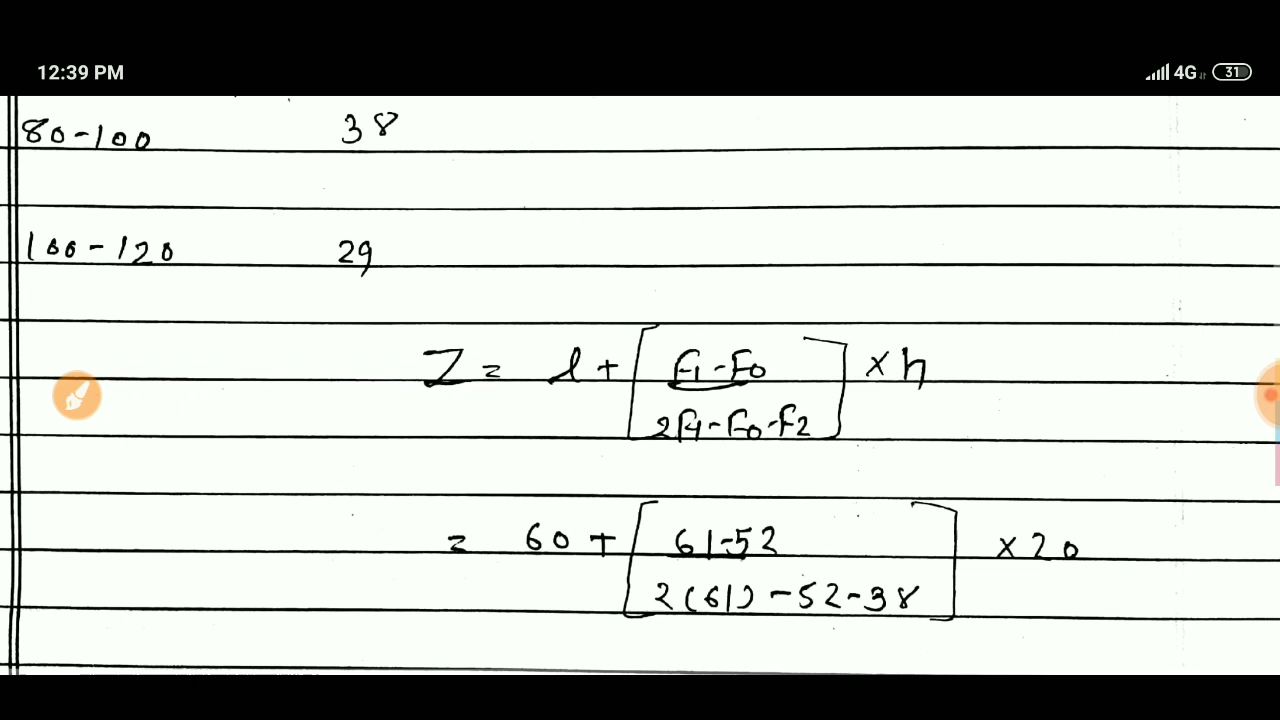 12:39 PM 4G 31
80-100 38
100-120 29
Z = l + [ F1-F0 / 2F1-F0-F2 ] × h
= 60 + [ 61-52 / 2(61)-52-38 ] × 20